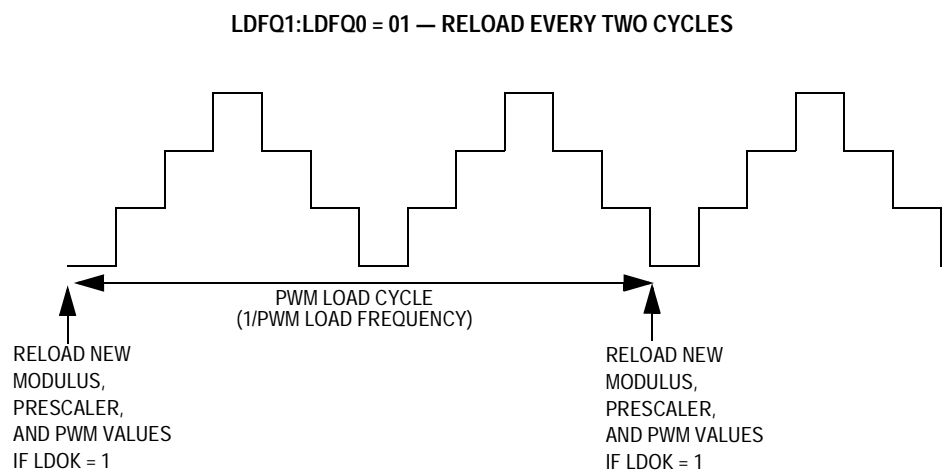 LDFQ1:LDFQ0 = 01 — RELOAD EVERY TWO CYCLES
PWM LOAD CYCLE
(1/PWM LOAD FREQUENCY)
RELOAD NEW
MODULUS,
PRESCALER,
AND PWM VALUES
IF LDOK = 1
RELOAD NEW
MODULUS,
PRESCALER,
AND PWM VALUES
IF LDOK = 1